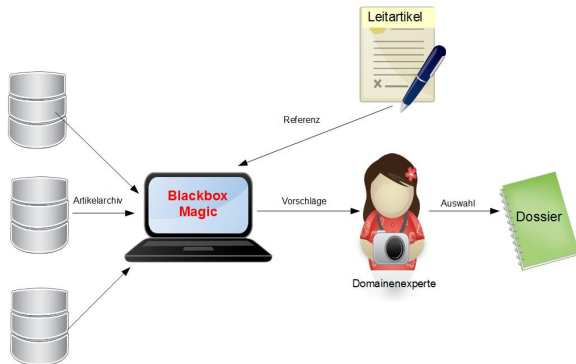 Leitartikel
Referenz
Blackbox
Magic
Artikelarchiv
Vorschläge
Auswahl
Dossier
Domainenexperte